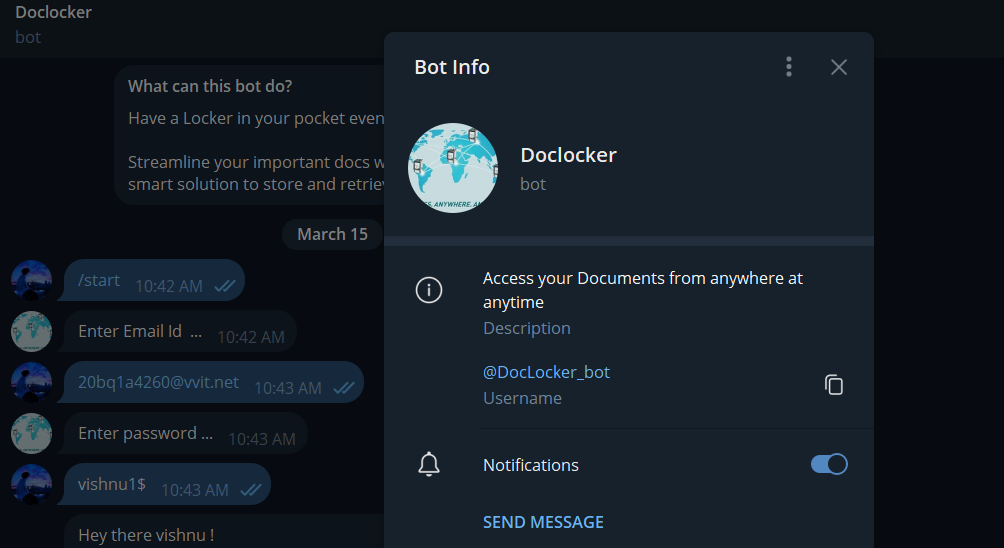 Doclocker
bot
What can this bot do?
Have a Locker in your pocket even
Streamline your important docs w
smart solution to store and retrie
March 15
/start 10:42 AM
Enter Email Id ... 10:42 AM
20bq1a4260@vvit.net 10:43 AM
Enter password ... 10:43 AM
vishnu1$ 10:43 AM
Hey there vishnu !
Bot Info
ANYWHERE. A
Doclocker
bot
Access your Documents from anywhere at
anytime
Description
@DocLocker_bot
Username
Notifications
SEND MESSAGE